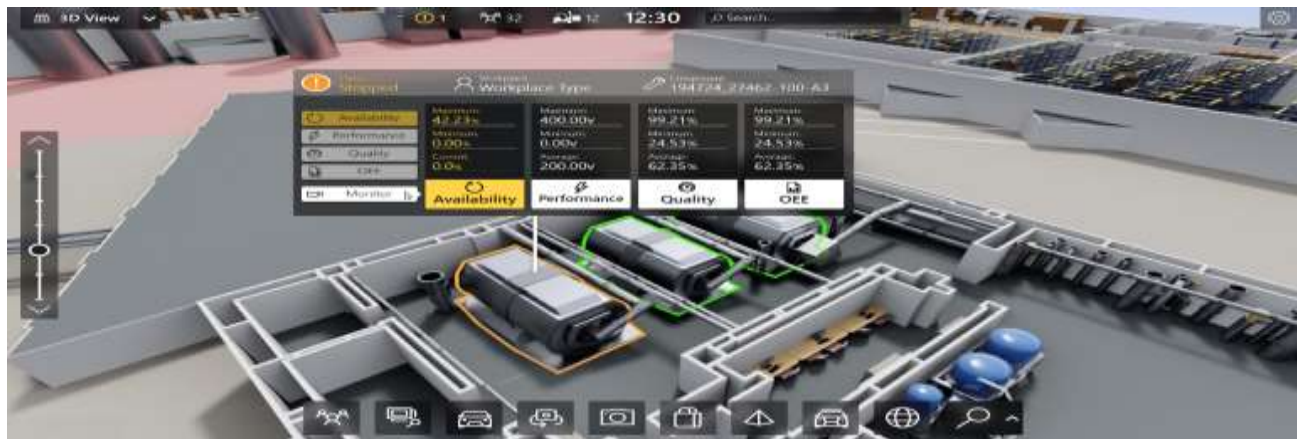 3D View
1
32
12
12:30
Search...
Stopped
Workplace Type
194724,27462-100-A3
Availability
Performance
Quality
OEE
Monitor
Maximum
42.23%
Minimum
0.00%
Current
0.0%
Availability
Maximum
400.00v
Minimum
0.00v
Average
200.00v
Performance
Maximum
99.21%
Minimum
24.53%
Average
62.35%
Quality
Maximum
99.21%
Minimum
24.53%
Average
62.35%
OEE